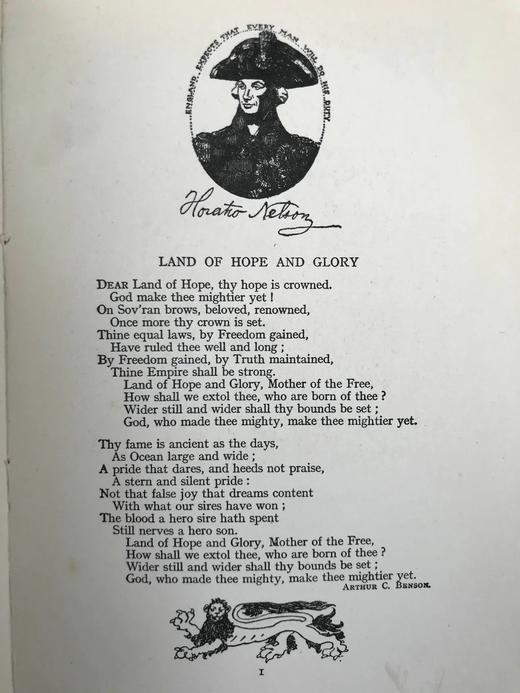 ENGLAND EXPECTS THAT EVERY MAN WILL DO HIS DUTY
Horatio Nelson
LAND OF HOPE AND GLORY
DEAR Land of Hope, thy hope is crowned.
God make thee mightier yet !
On Sov'ran brows, beloved, renowned,
Once more thy crown is set.
Thine equal laws, by Freedom gained,
Have ruled thee well and long ;
By Freedom gained, by Truth maintained,
Thine Empire shall be strong.
Land of Hope and Glory, Mother of the Free,
How shall we extol thee, who are born of thee ?
Wider still and wider shall thy bounds be set ;
God, who made thee mighty, make thee mightier yet.
Thy fame is ancient as the days,
As Ocean large and wide ;
A pride that dares, and heeds not praise,
A stern and silent pride :
Not that false joy that dreams content
With what our sires have won ;
The blood a hero sire hath spent
Still nerves a hero son.
Land of Hope and Glory, Mother of the Free,
How shall we extol thee, who are born of thee ?
Wider still and wider shall thy bounds be set ;
God, who made thee mighty, make thee mightier yet.
ARTHUR C. BENSON.
1